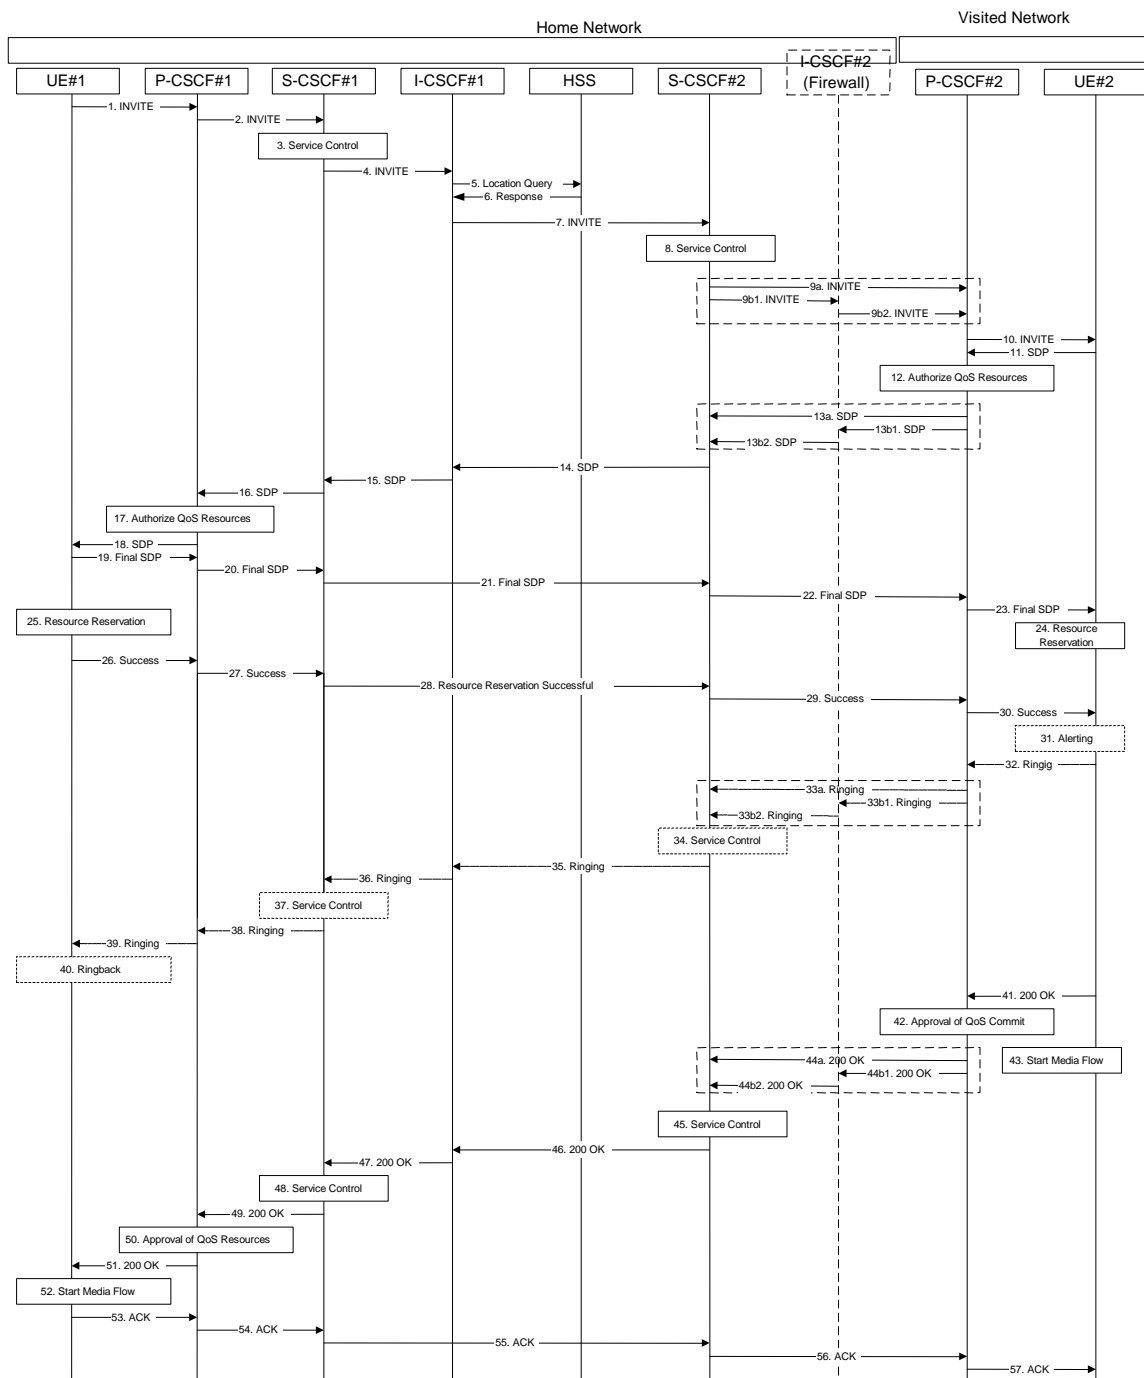 Visited Network
Home Network
UE#1
P-CSCF#1
S-CSCF#1
I-CSCF#1
HSS
S-CSCF#2
I-CSCF#2
(Firewall)
P-CSCF#2
UE#2
1. INVITE
2. INVITE
3. Service Control
4. INVITE
5. Location Query
6. Response
7. INVITE
8. Service Control
9a. INVITE
9b1. INVITE
9b2. INVITE
10. INVITE
11. SDP
12. Authorize QoS Resources
13a. SDP
13b1. SDP
13b2. SDP
14. SDP
15. SDP
16. SDP
17. Authorize QoS Resources
18. SDP
19. Final SDP
20. Final SDP
21. Final SDP
22. Final SDP
23. Final SDP
25. Resource Reservation
24. Resource
Reservation
26. Success
27. Success
28. Resource Reservation Successful
29. Success
30. Success
31. Alerting
32. Ringig
33a. Ringing
33b1. Ringing
33b2. Ringing
34. Service Control
35. Ringing
36. Ringing
37. Service Control
38. Ringing
39. Ringing
40. Ringback
41. 200 OK
42. Approval of QoS Commit
43. Start Media Flow
44a. 200 OK
44b1. 200 OK
44b2. 200 OK
45. Service Control
46. 200 OK
47. 200 OK
48. Service Control
49. 200 OK
50. Approval of QoS Resources
51. 200 OK
52. Start Media Flow
53. ACK
54. ACK
55. ACK
56. ACK
57. ACK